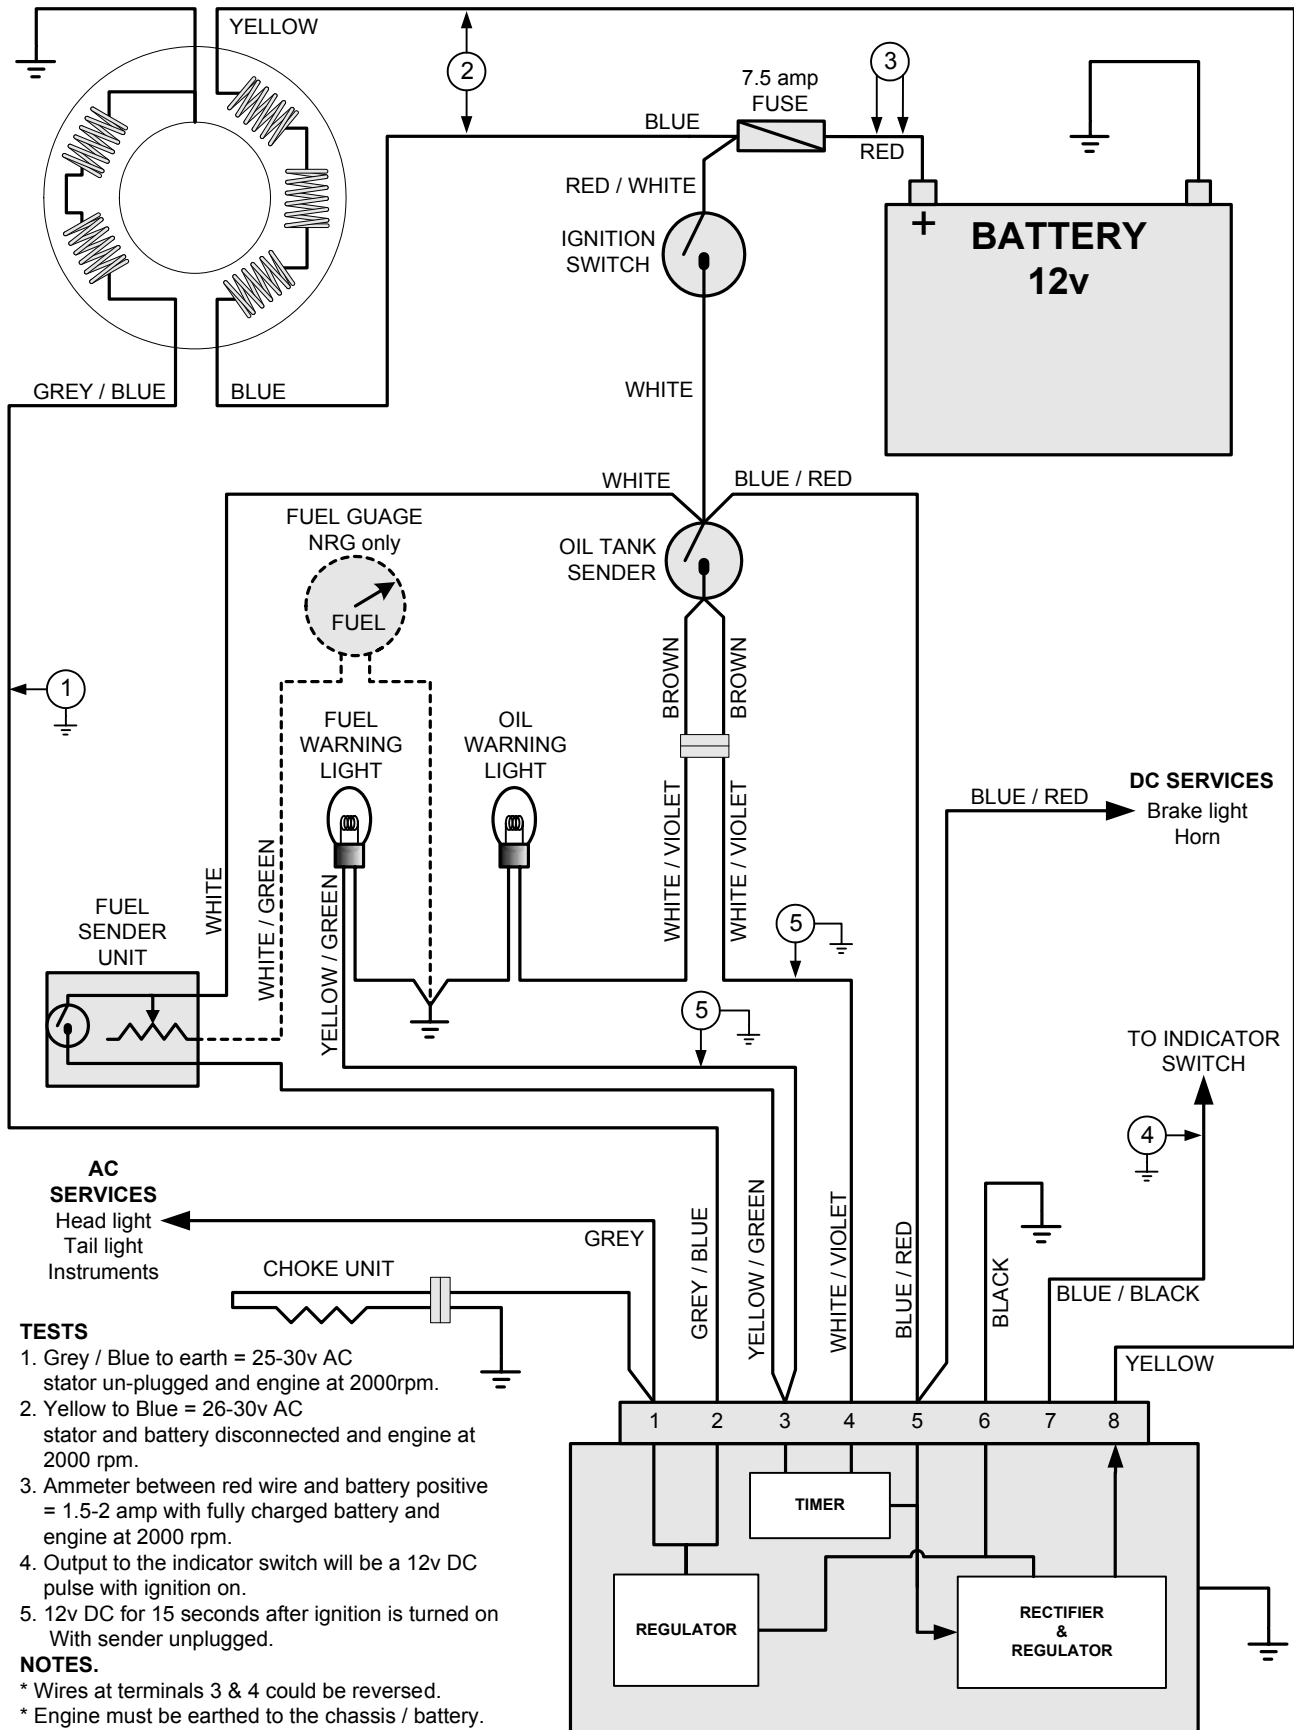 YELLOW
2
3
7.5 amp
FUSE
BLUE
RED
RED / WHITE
+
BATTERY
12v
IGNITION
SWITCH
GREY / BLUE
BLUE
WHITE
WHITE
BLUE / RED
FUEL GUAGE
NRG only
FUEL
OIL TANK
SENDER
BROWN
BROWN
1
FUEL
WARNING
LIGHT
OIL
WARNING
LIGHT
WHITE / VIOLET
WHITE / VIOLET
BLUE / RED
DC SERVICES
Brake light
Horn
WHITE
WHITE / GREEN
YELLOW / GREEN
FUEL
SENDER
UNIT
5
5
TO INDICATOR
SWITCH
4
AC
SERVICES
Head light
Tail light
Instruments
GREY
GREY / BLUE
YELLOW / GREEN
WHITE / VIOLET
BLUE / RED
BLACK
BLUE / BLACK
YELLOW
CHOKE UNIT
1 2 3 4 5 6 7 8
TIMER
REGULATOR
RECTIFIER
&
REGULATOR
TESTS
1. Grey / Blue to earth = 25-30v AC
stator un-plugged and engine at 2000rpm.
2. Yellow to Blue = 26-30v AC
stator and battery disconnected and engine at
2000 rpm.
3. Ammeter between red wire and battery positive
= 1.5-2 amp with fully charged battery and
engine at 2000 rpm.
4. Output to the indicator switch will be a 12v DC
pulse with ignition on.
5. 12v DC for 15 seconds after ignition is turned on
With sender unplugged.
NOTES.
* Wires at terminals 3 & 4 could be reversed.
* Engine must be earthed to the chassis / battery.